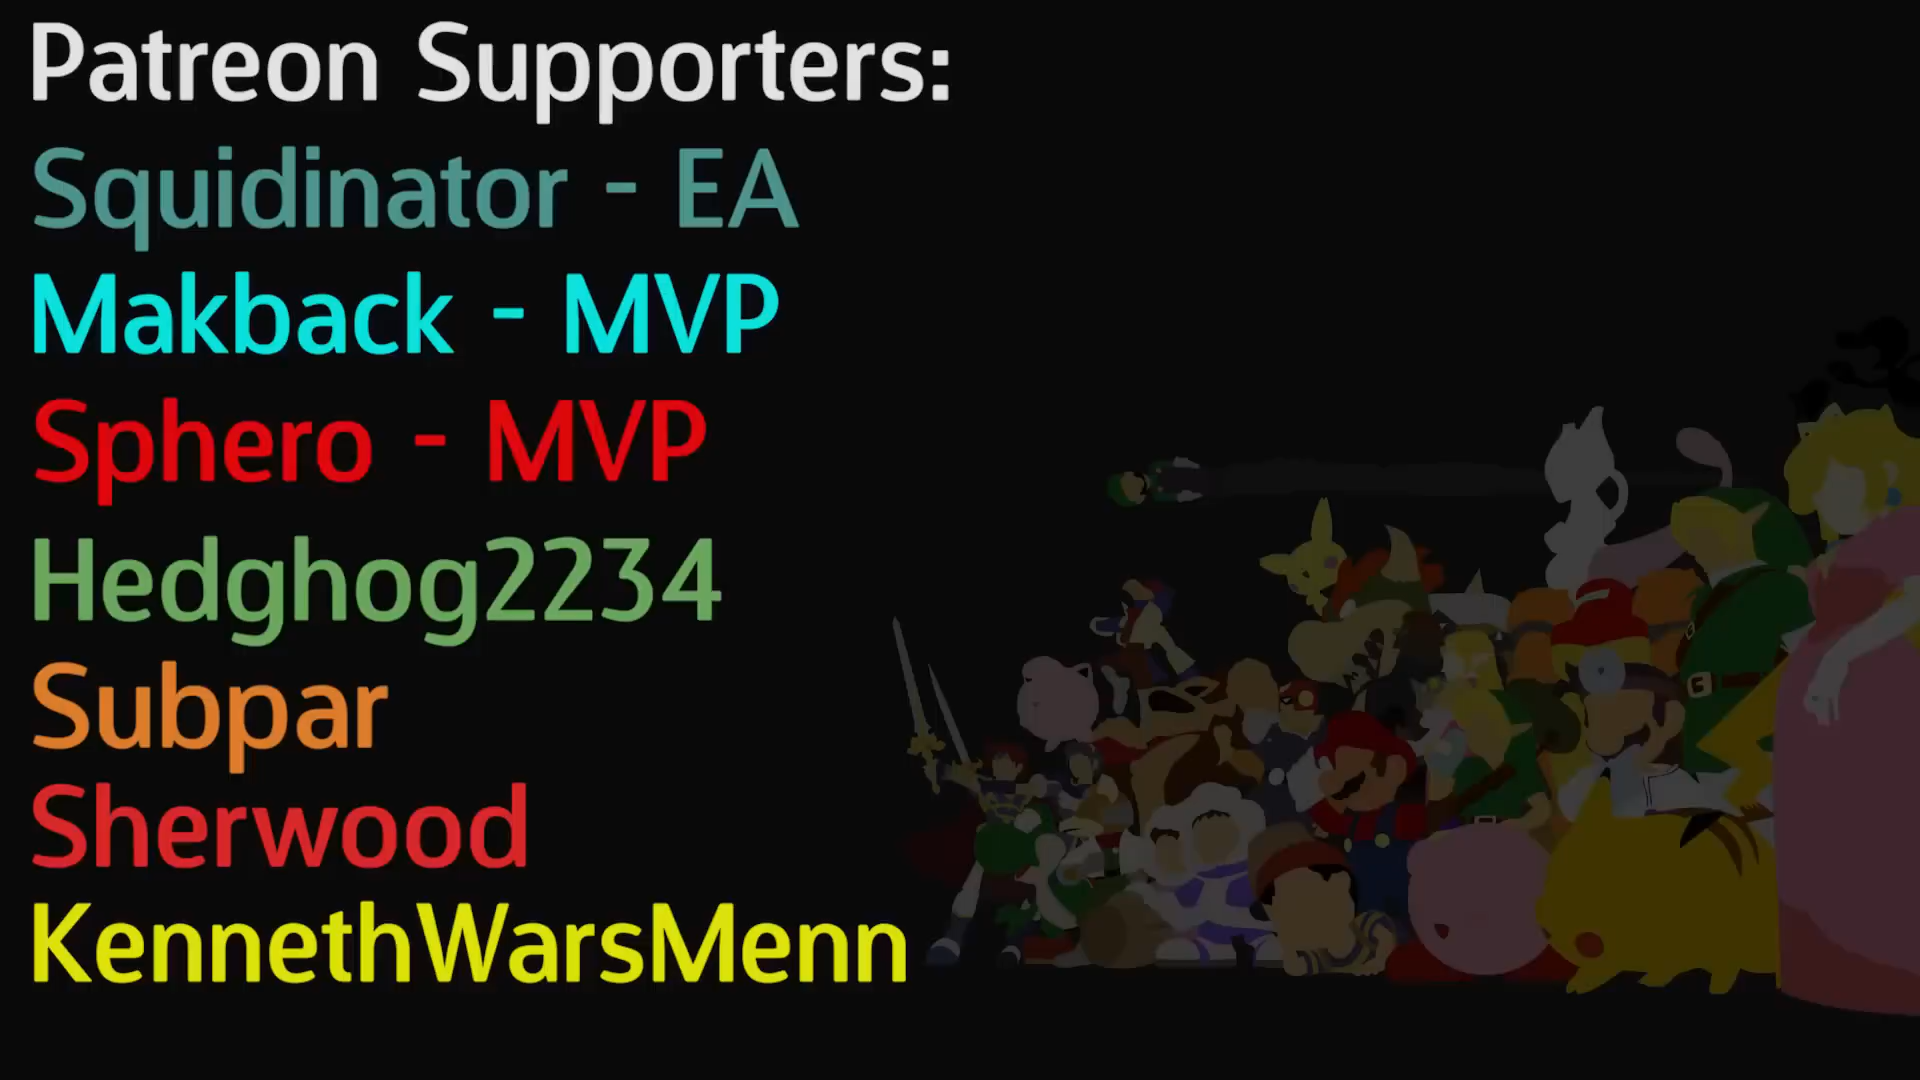 Patreon Supporters:
Squidinator - EA
Makback - MVP
Sphero - MVP
Hedghog2234
Subpar
Sherwood
KennethWarsMenn